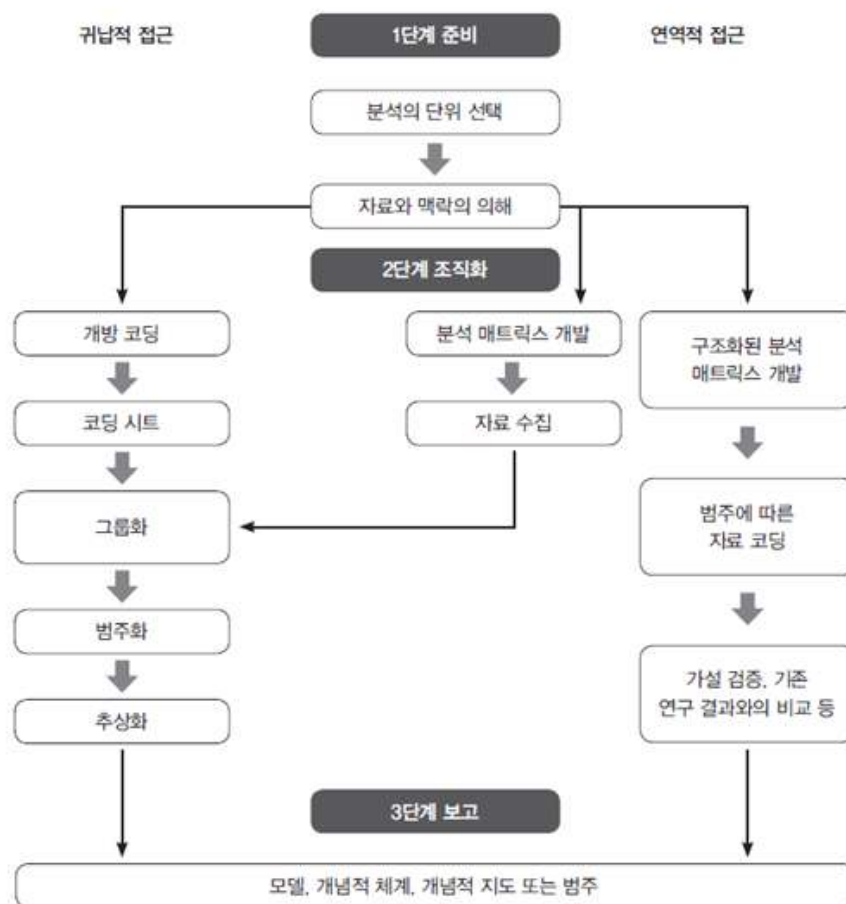 귀납적 접근
1단계 준비
연역적 접근
분석의 단위 선택
자료와 맥락의 의해
2단계 조직화
개방 코딩
분석 매트릭스 개발
구조화된 분석
매트릭스 개발
코딩 시트
자료 수집
그룹화
범주에 따른
자료 코딩
범주화
추상화
가설 검증, 기존
연구 결과와의 비교 등
3단계 보고
모델, 개념적 체계, 개념적 지도 또는 범주